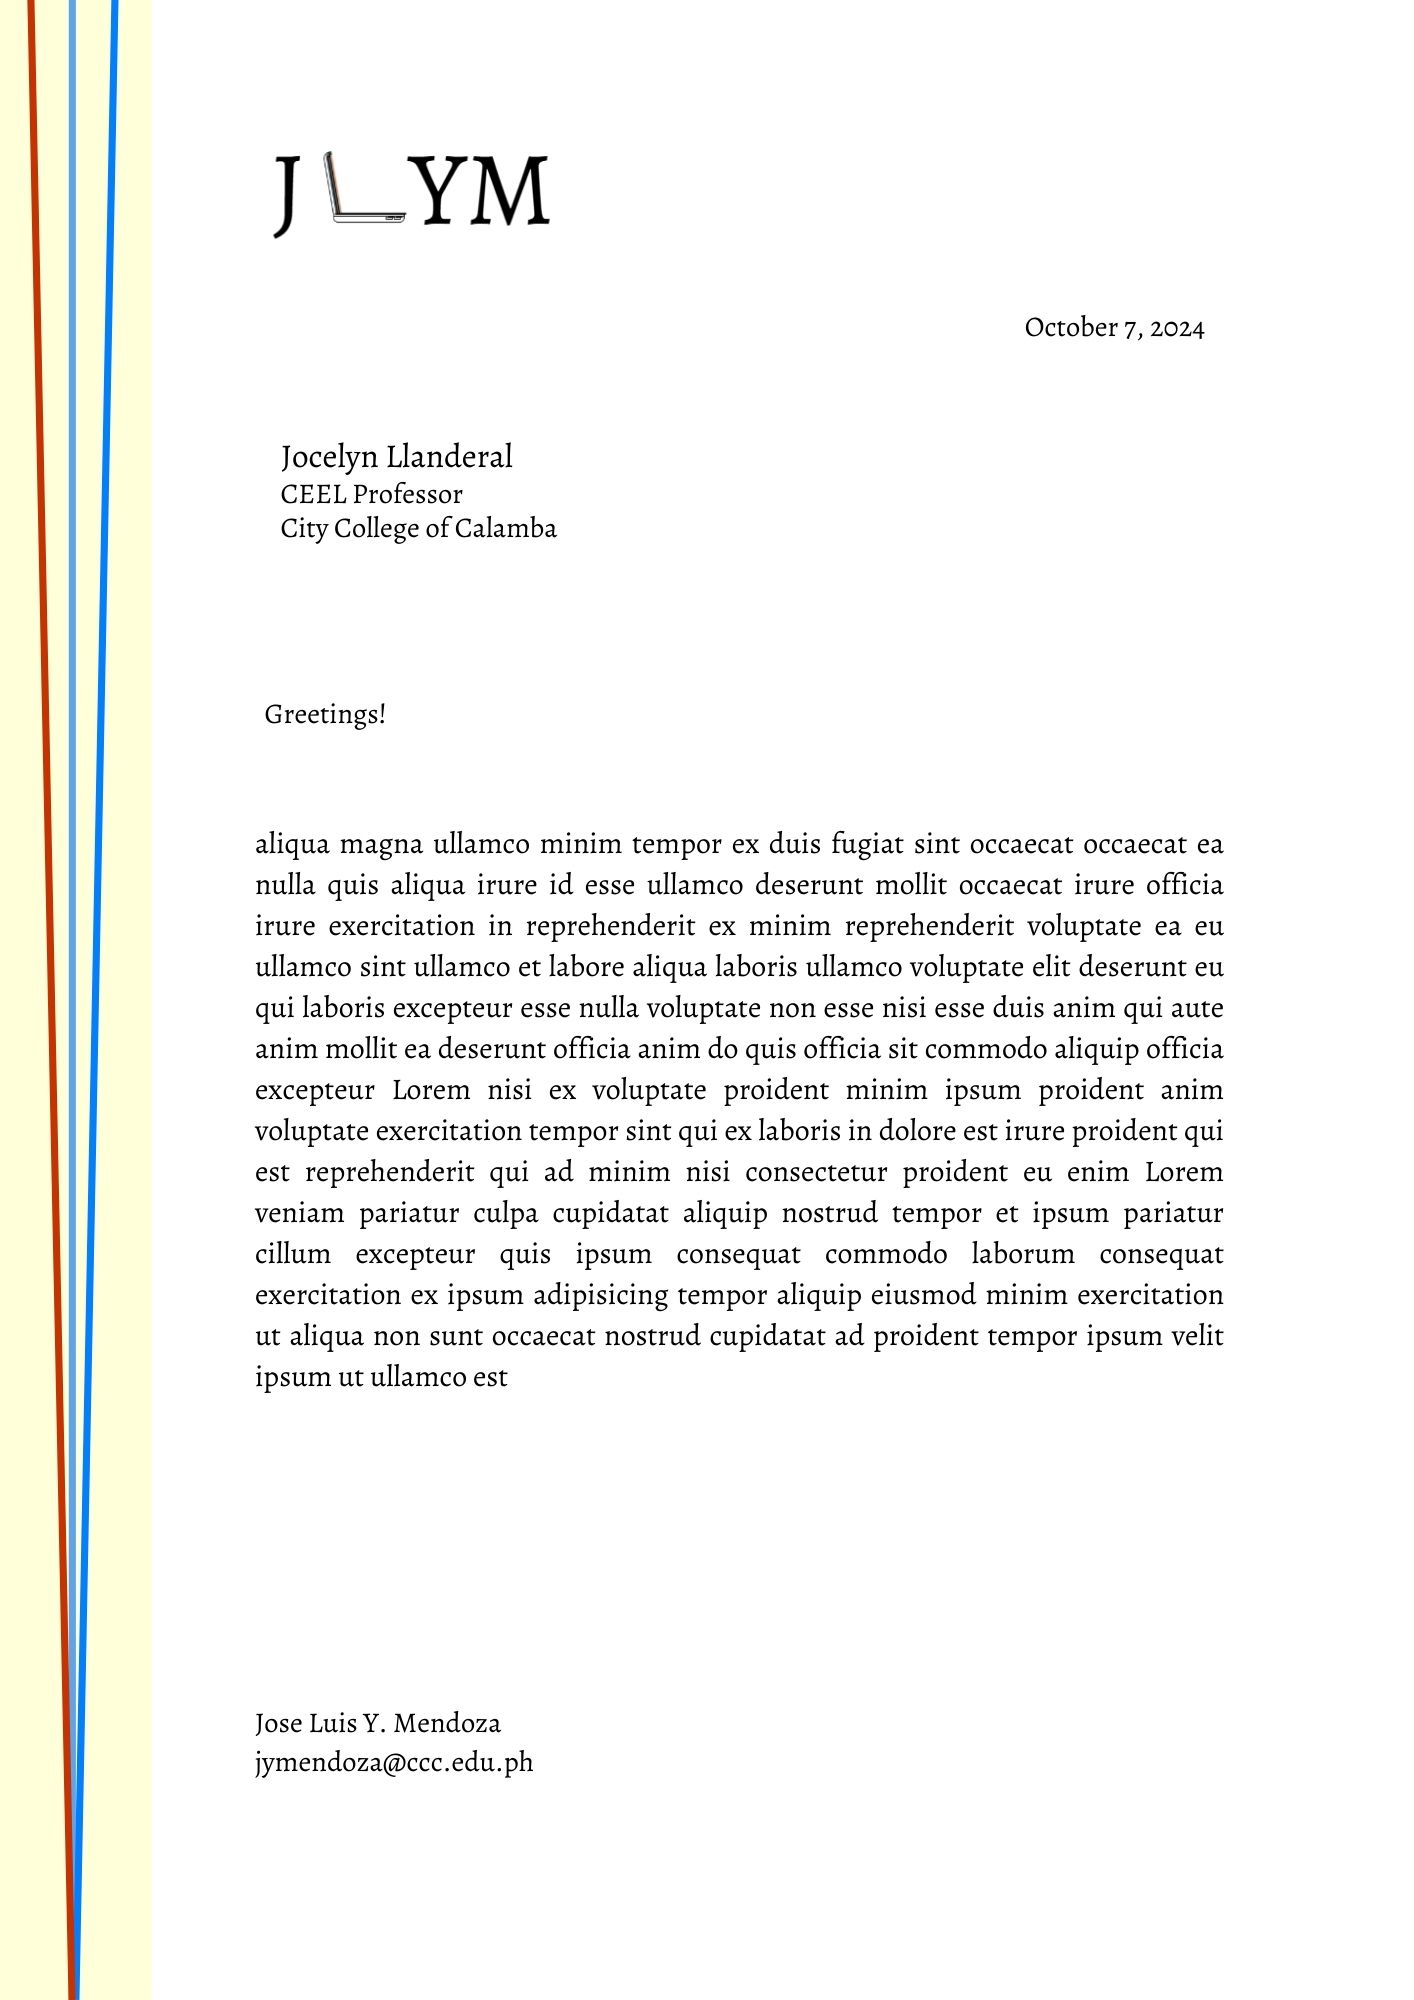 J YM
October 7, 2024
Jocelyn Llanderal
CEEL Professor
City College of Calamba
Greetings!
aliqua magna ullamco minim tempor ex duis fugiat sint occaecat occaecat ea
nulla quis aliqua irure id esse ullamco deserunt mollit occaecat irure officia
irure exercitation in reprehenderit ex minim reprehenderit voluptate ea eu
ullamco sint ullamco et labore aliqua laboris ullamco voluptate elit deserunt eu
qui laboris excepteur esse nulla voluptate non esse nisi esse duis anim qui aute
anim mollit ea deserunt officia anim do quis officia sit commodo aliquip officia
excepteur Lorem nisi ex voluptate proident minim ipsum proident anim
voluptate exercitation tempor sint qui ex laboris in dolore est irure proident qui
est reprehenderit qui ad minim nisi consectetur proident eu enim Lorem
veniam pariatur culpa cupidatat aliquip nostrud tempor et ipsum pariatur
cillum excepteur quis ipsum consequat commodo laborum consequat
exercitation ex ipsum adipisicing tempor aliquip eiusmod minim exercitation
ut aliqua non sunt occaecat nostrud cupidatat ad proident tempor ipsum velit
ipsum ut ullamco est
Jose Luis Y. Mendoza
jymendoza@ccc.edu.ph